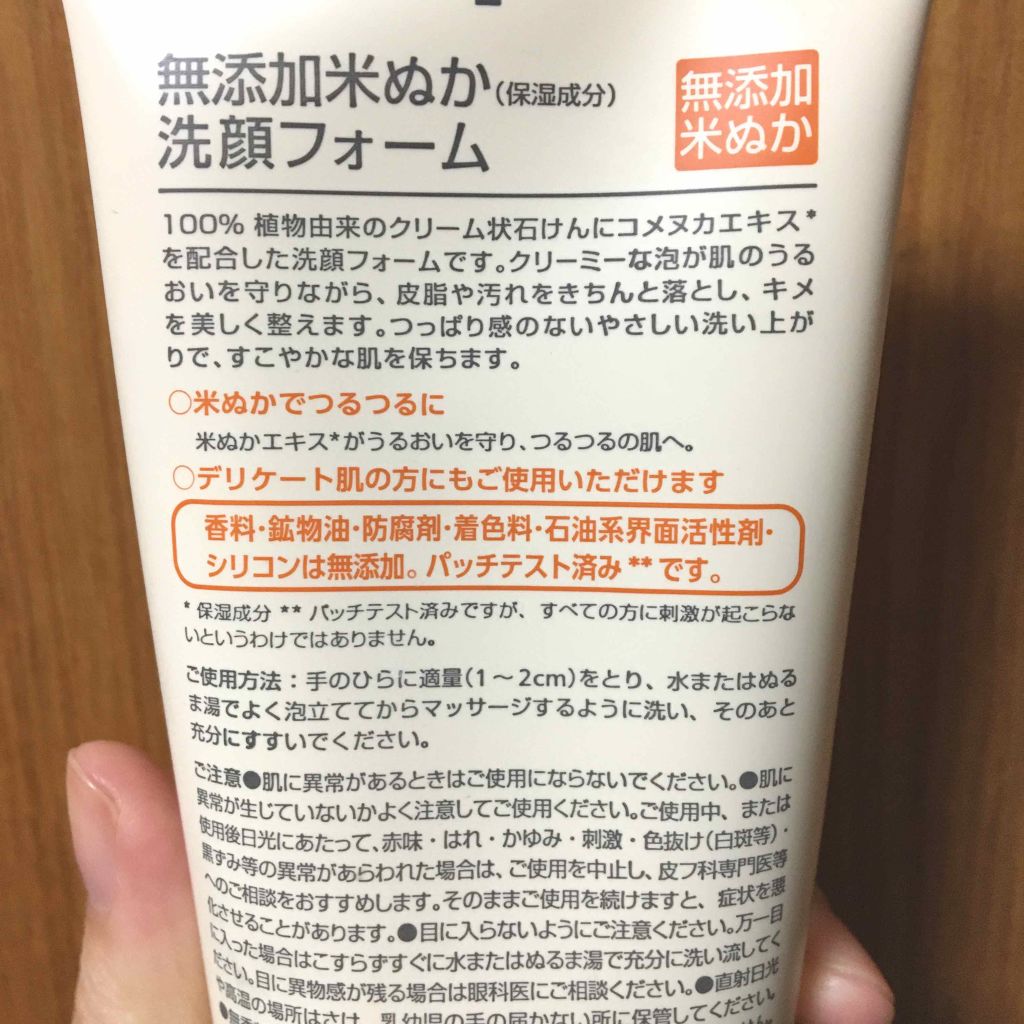 無添加米ぬか(保湿成分)
洗顔フォーム
無添加
米ぬか
100% 植物由来のクリーム状石けんにコメヌカエキス*
を配合した洗顔フォームです。クリーミーな泡が肌のうる
おいを守りながら、皮脂や汚れをきちんと落とし、キメ
を美しく整えます。つっぱり感のないやさしい洗い上が
りで、すこやかな肌を保ちます。
○米ぬかでつるつるに
米ぬかエキス*がうるおいを守り、つるつるの肌へ。
○デリケート肌の方にもご使用いただけます
香料・鉱物油・防腐剤・着色料・石油系界面活性剤・
シリコンは無添加。パッチテスト済み**です。
*保湿成分 **パッチテスト済みですが、すべての方に刺激が起こらな
いというわけではありません。
ご使用方法:手のひらに適量(1~2cm)をとり、水またはぬる
ま湯でよく泡立ててからマッサージするように洗い、そのあと
充分にすすいでください。
ご注意●肌に異常があるときはご使用にならないでください。●肌に
異常が生じていないかよく注意してご使用ください。ご使用中、または
使用後日光にあたって、赤味・はれ・かゆみ・刺激・色抜け(白斑等)・
黒ずみ等の異常があらわれた場合は、ご使用を中止し、皮フ科専門医等
へのご相談をおすすめします。そのままご使用を続けますと、症状を悪
化させることがあります。●目に入らないようにご注意ください。万一目
に入った場合はこすらずすぐに水またはぬるま湯で充分に洗い流してく
ださい。目に異物感が残る場合は眼科医にご相談ください。●直射日光
や高温の場所はさけ、乳幼児の手の届かない所に保管してください。